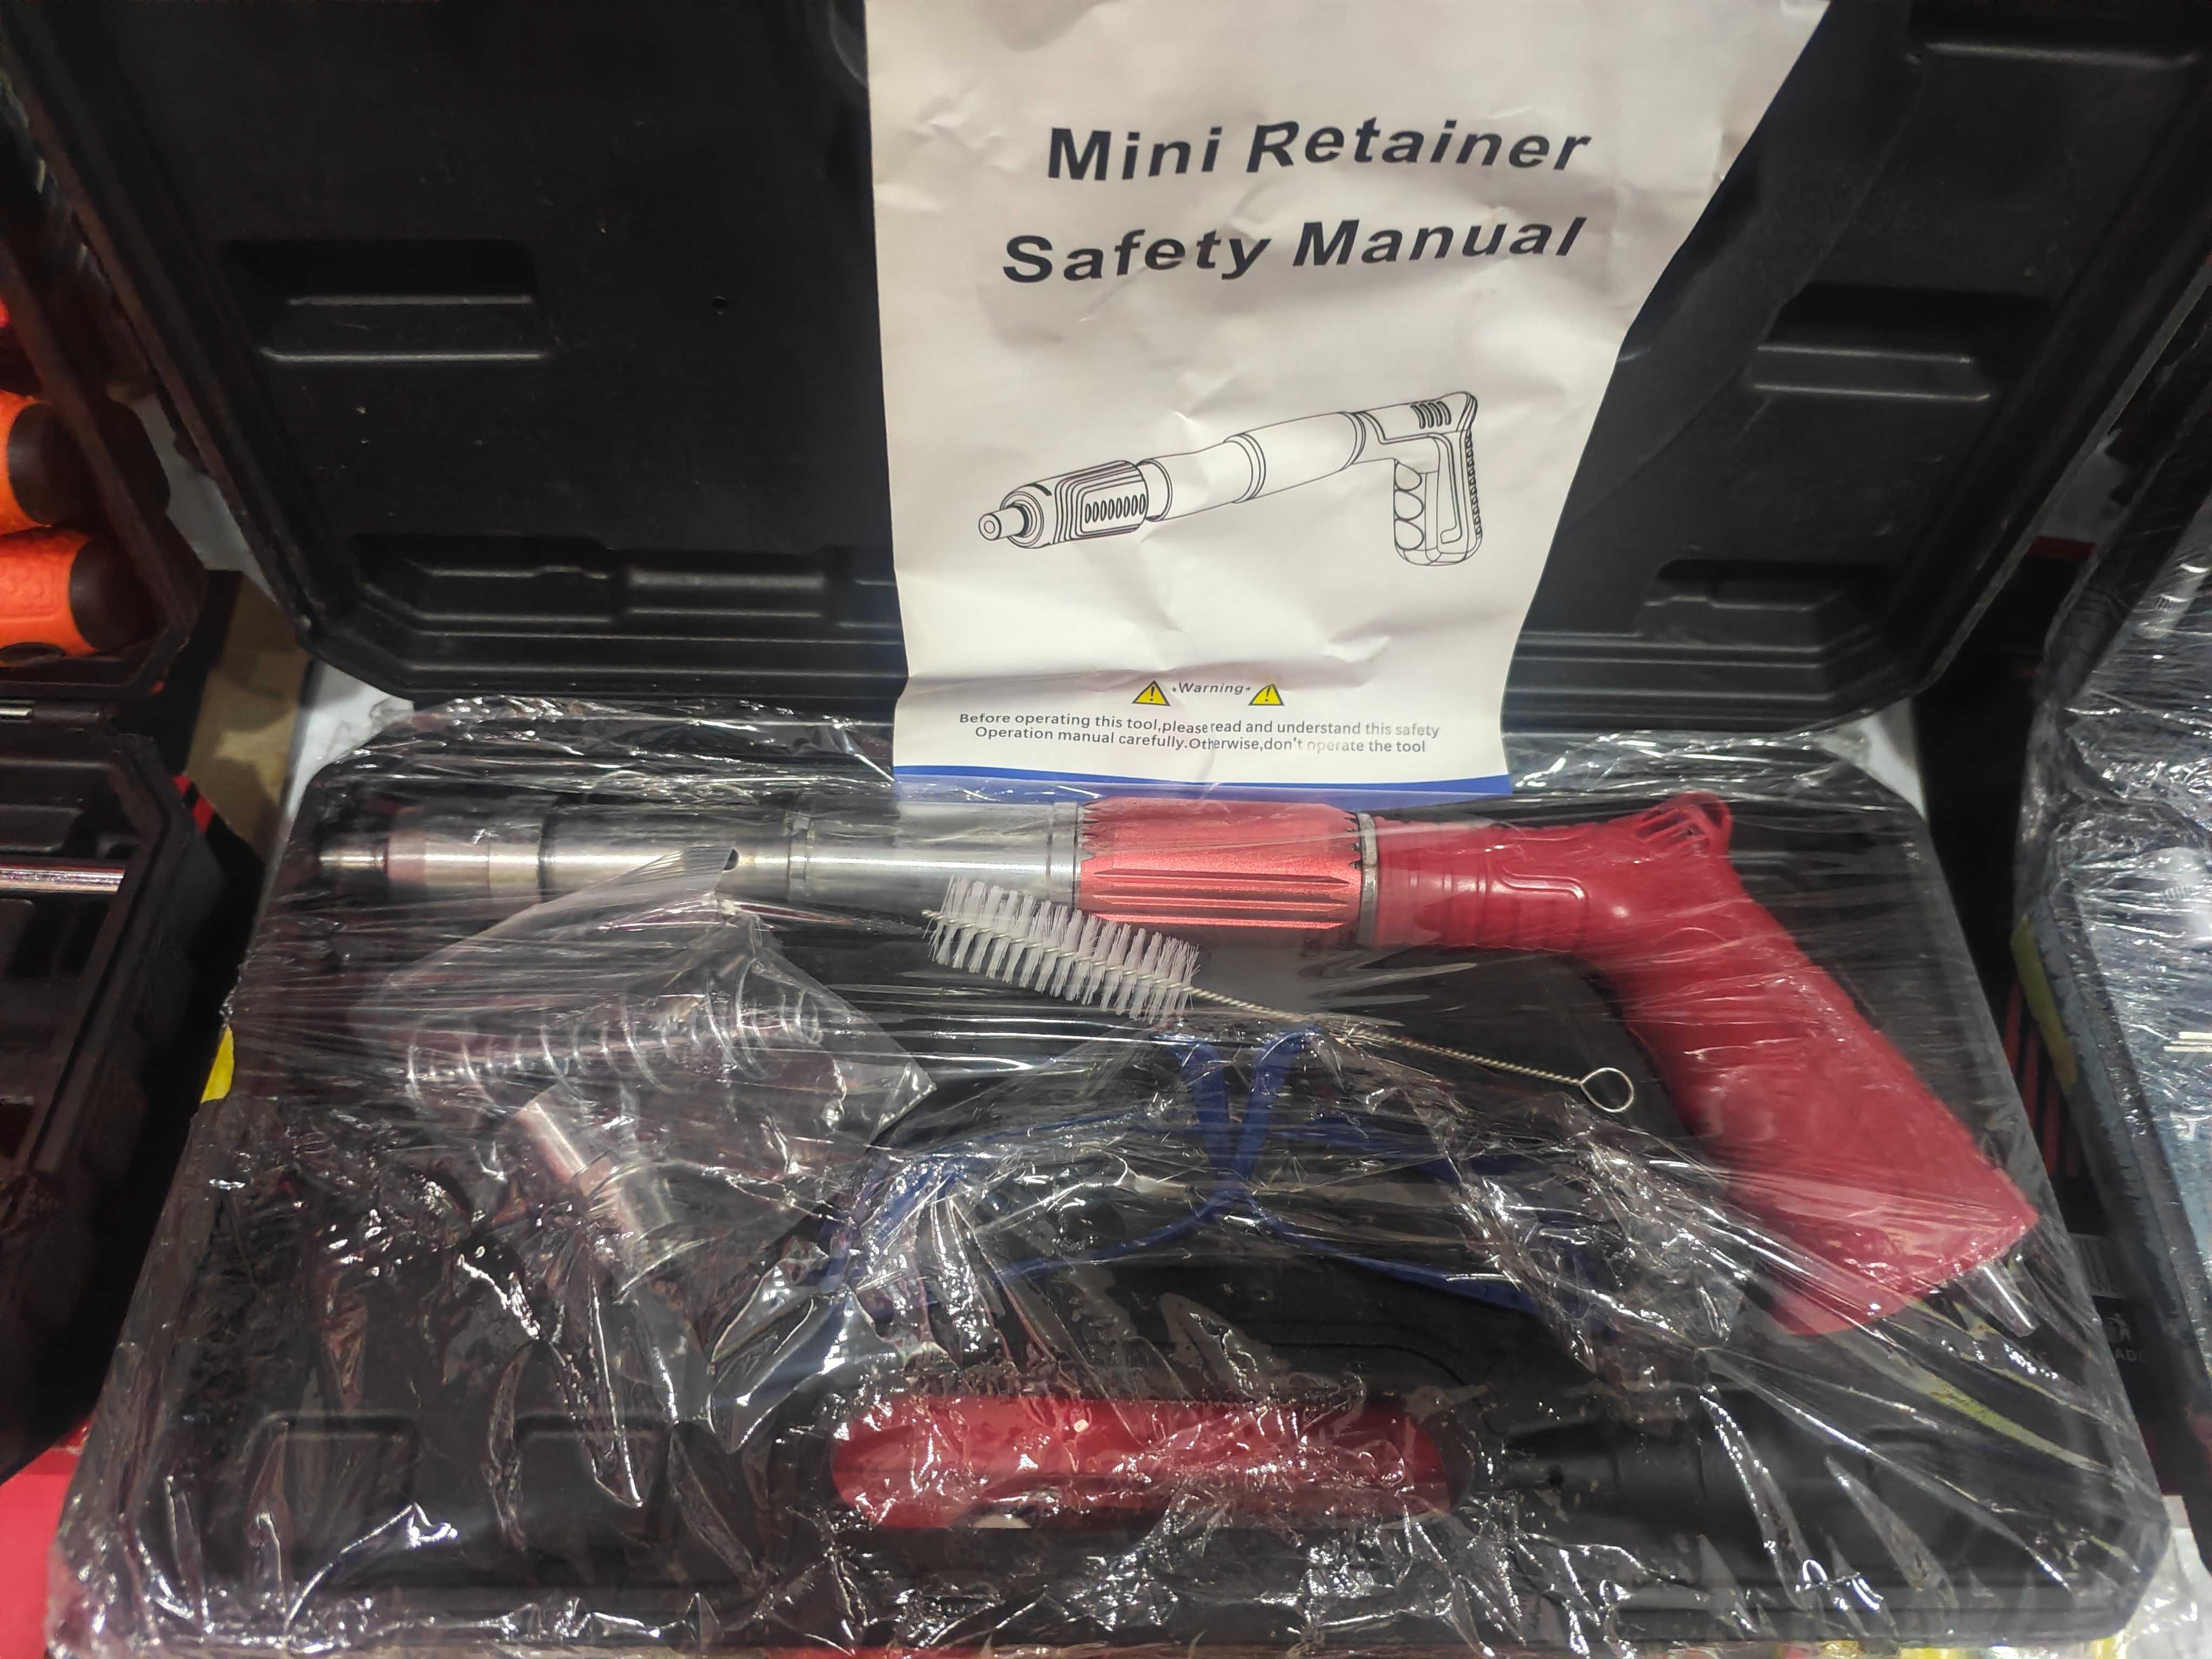 Mini Retainer
Safety Manual
*Warning*
Before operating this tool,please read and understand this safety
Operation manual carefully.Otherwise,don't operate the tool